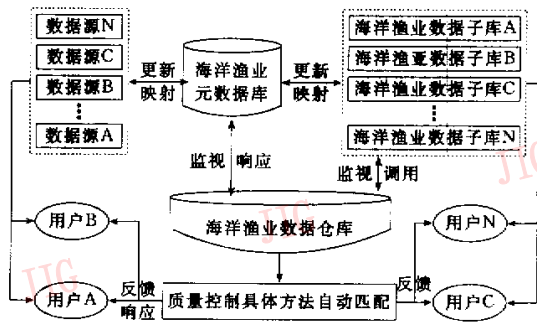 数据源N
数据源C
数据源B
数据源A
更新
映射
海洋渔业
元数据库
更新
映射
海洋渔业数据子库A
海洋渔业数据子库B
海洋渔业数据子库C
海洋渔业数据子库N
监视 响应
监视 调用
海洋渔业数据仓库
用户B
用户N
用户A
反馈
响应
质量控制具体方法自动匹配
反馈
用户C
JIG
JIG
JIG